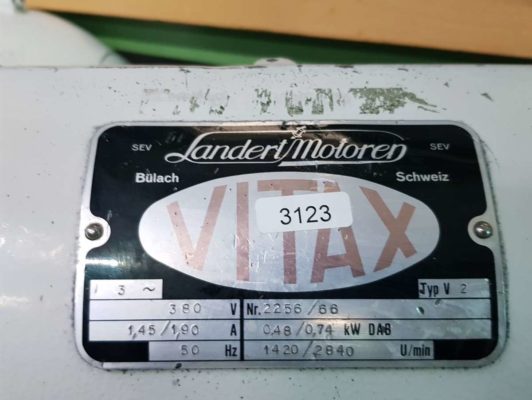 SEV Landert Motoren SEV
Bülach Schweiz
VITAX
3123
3 ~ Typ V 2
380 V Nr. 2256/66
1,45/1,90 A 0,48/0,74 kW DAB
50 Hz 1420/2840 U/min